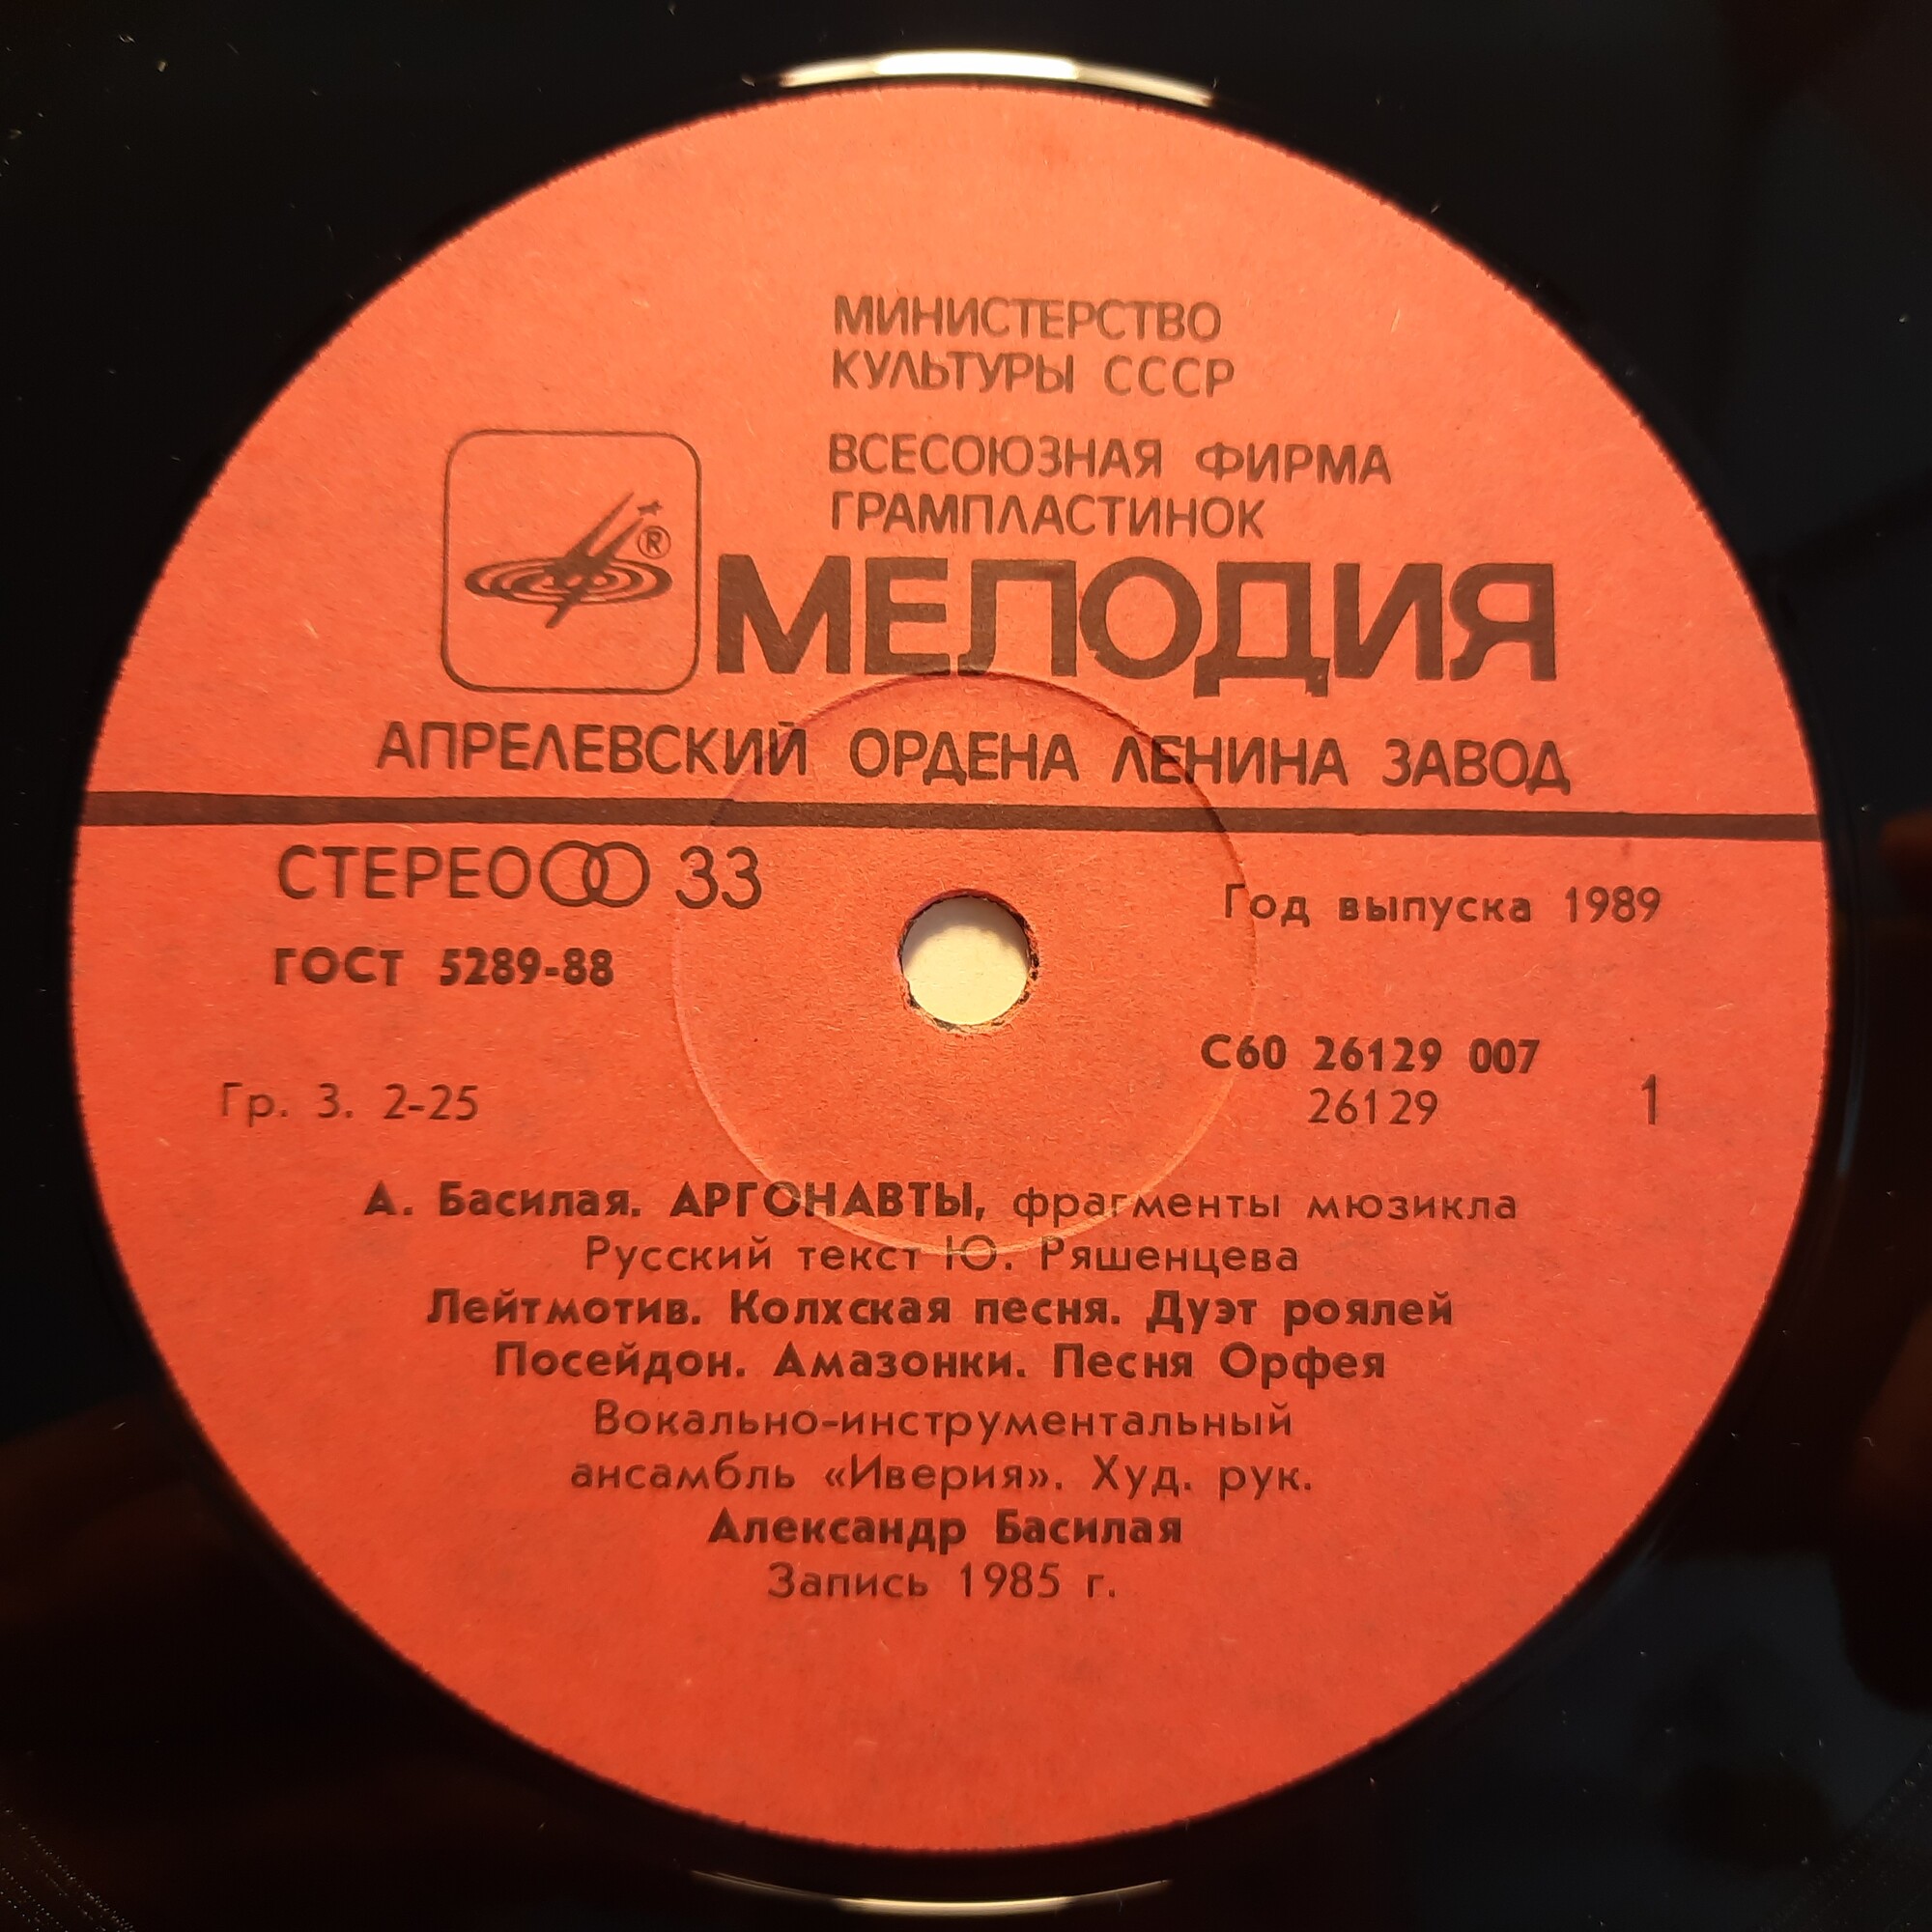 МИНИСТЕРСТВО
КУЛЬТУРЫ СССР
ВСЕСОЮЗНАЯ ФИРМА
ГРАМПЛАСТИНОК
®
МЕЛОДИЯ
АПРЕЛЕВСКИЙ ОРДЕНА ЛЕНИНА ЗАВОД
СТЕРЕО 33
Год выпуска 1989
ГОСТ 5289-88
С60 26129 007
Гр. 3. 2-25
26129
1
А. Басилая. АРГОНАВТЫ, фрагменты мюзикла
Русский текст Ю. Ряшенцева
Лейтмотив. Колхская песня. Дуэт роялей
Посейдон. Амазонки. Песня Орфея
Вокально-инструментальный
ансамбль «Иверия». Худ. рук.
Александр Басилая
Запись 1985 г.